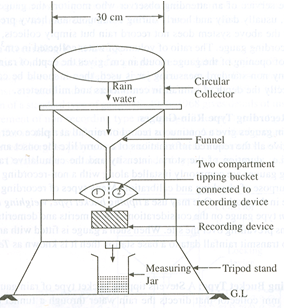 30 cm
Rain
water
Circular
Collector
Funnel
Two compartment
tipping bucket
connected to
recording device
Recording device
Measuring
Jar
Tripod stand
G.L